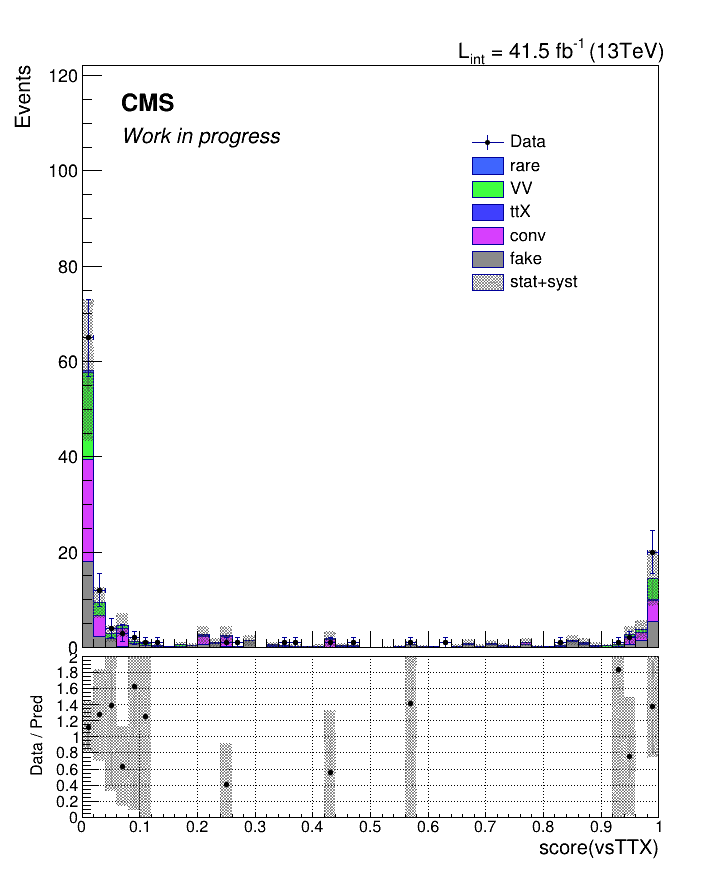 L_int = 41.5 fb^-1 (13TeV)
Events
CMS
Work in progress
Data
rare
VV
ttX
conv
fake
stat+syst
120
100
80
60
40
20
0
Data / Pred
2
1.8
1.6
1.4
1.2
1
0.8
0.6
0.4
0.2
0
0 0.1 0.2 0.3 0.4 0.5 0.6 0.7 0.8 0.9 1
score(vsTTX)